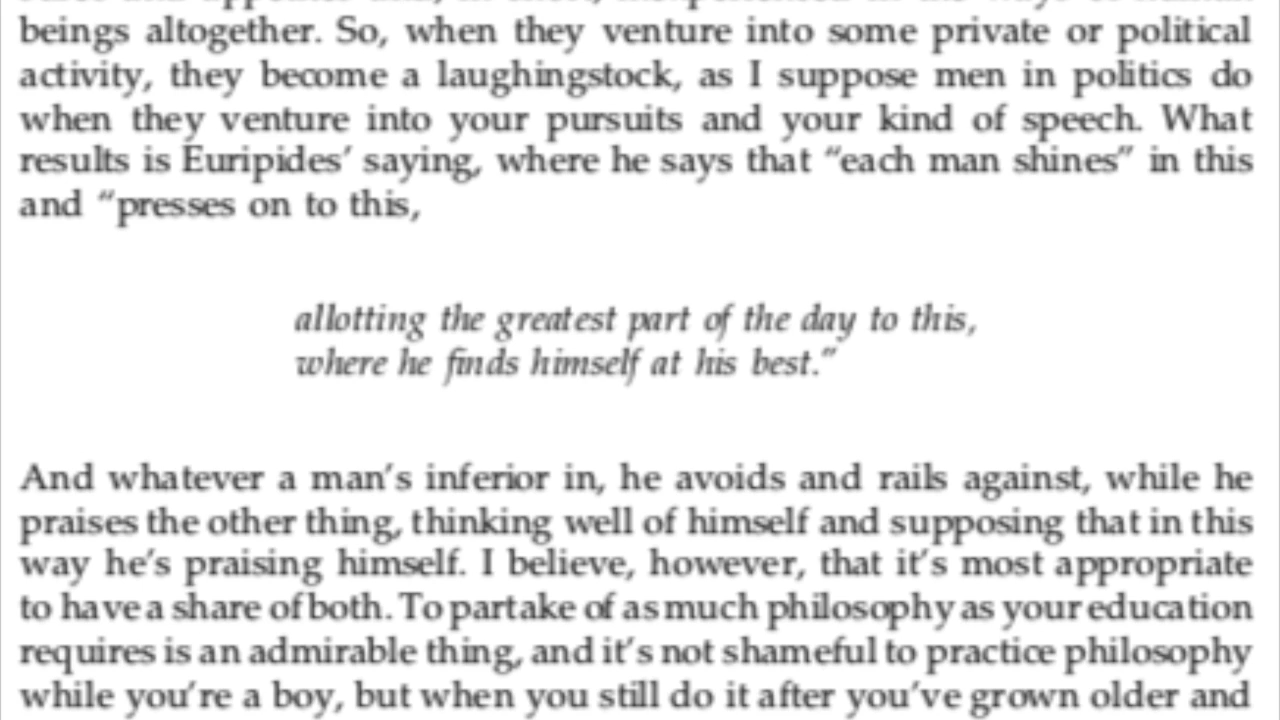 beings altogether. So, when they venture into some private or political
activity, they become a laughingstock, as I suppose men in politics do
when they venture into your pursuits and your kind of speech. What
results is Euripides’ saying, where he says that “each man shines” in this
and “presses on to this,
allotting the greatest part of the day to this,
where he finds himself at his best.”
And whatever a man’s inferior in, he avoids and rails against, while he
praises the other thing, thinking well of himself and supposing that in this
way he’s praising himself. I believe, however, that it’s most appropriate
to have a share of both. To partake of as much philosophy as your education
requires is an admirable thing, and it’s not shameful to practice philosophy
while you’re a boy, but when you still do it after you’ve grown older and